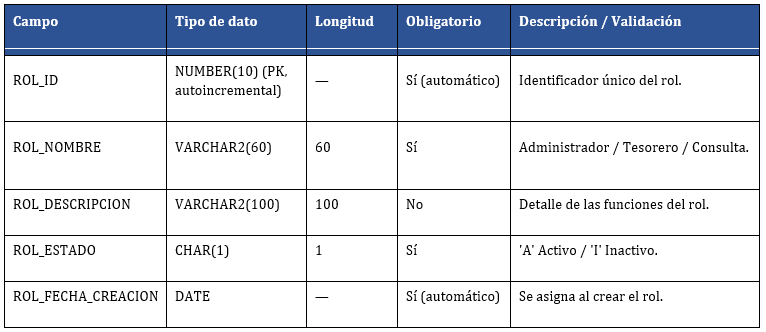 Campo Tipo de dato Longitud Obligatorio Descripción / Validación
ROL_ID NUMBER(10) (PK, autoincremental) — Sí (automático) Identificador único del rol.
ROL_NOMBRE VARCHAR2(60) 60 Sí Administrador / Tesorero / Consulta.
ROL_DESCRIPCION VARCHAR2(100) 100 No Detalle de las funciones del rol.
ROL_ESTADO CHAR(1) 1 Sí 'A' Activo / 'I' Inactivo.
ROL_FECHA_CREACION DATE — Sí (automático) Se asigna al crear el rol.